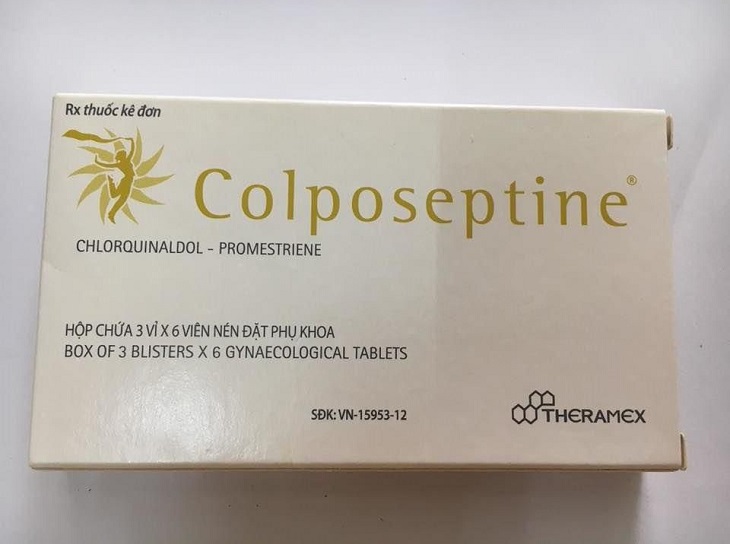 Rx thuốc kê đơn
Colposeptine®
CHLORQUINALDOL - PROMESTRIENE
HỘP CHỨA 3 VỈ X 6 VIÊN NÉN ĐẶT PHỤ KHOA
BOX OF 3 BLISTERS X 6 GYNAECOLOGICAL TABLETS
SĐK: VN-15953-12
THERAMEX